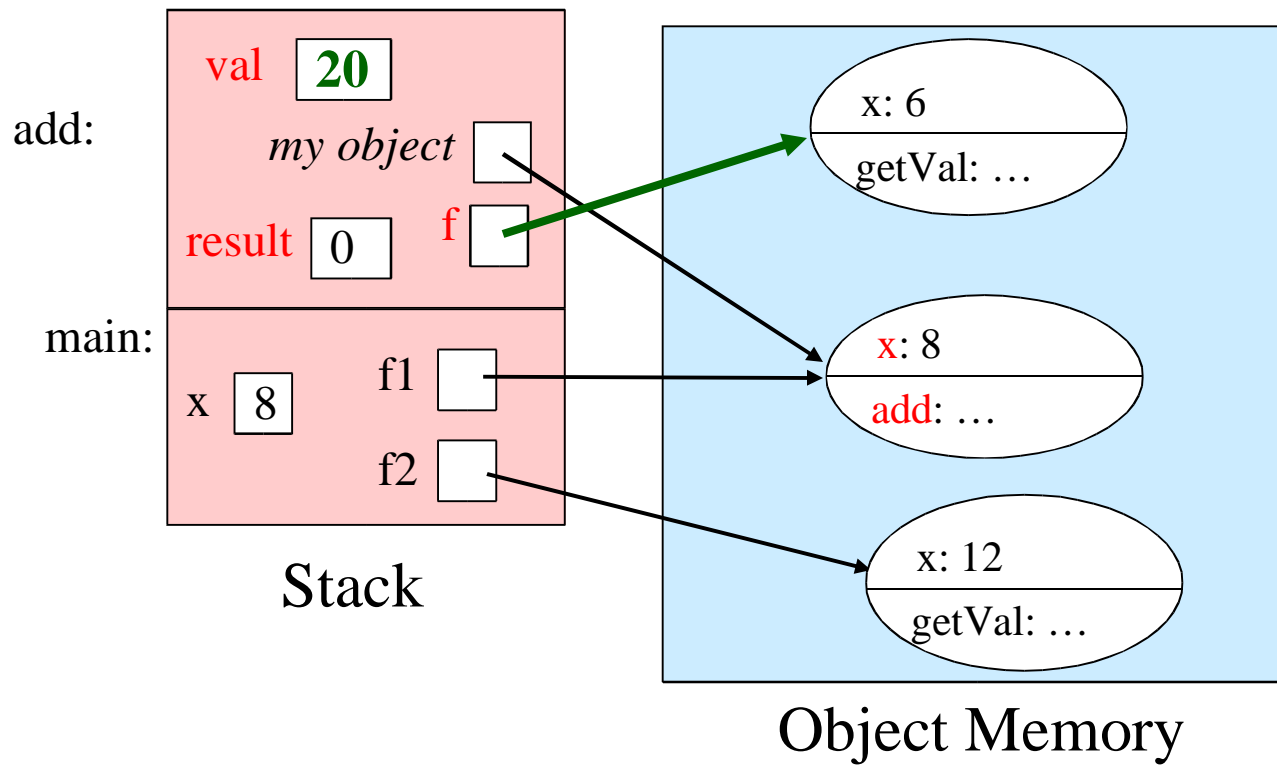 val 20
add:
my object
result 0
f
main:
x 8
f1
f2
Stack
x: 6
getVal: …
x: 8
add: …
x: 12
getVal: …
Object Memory